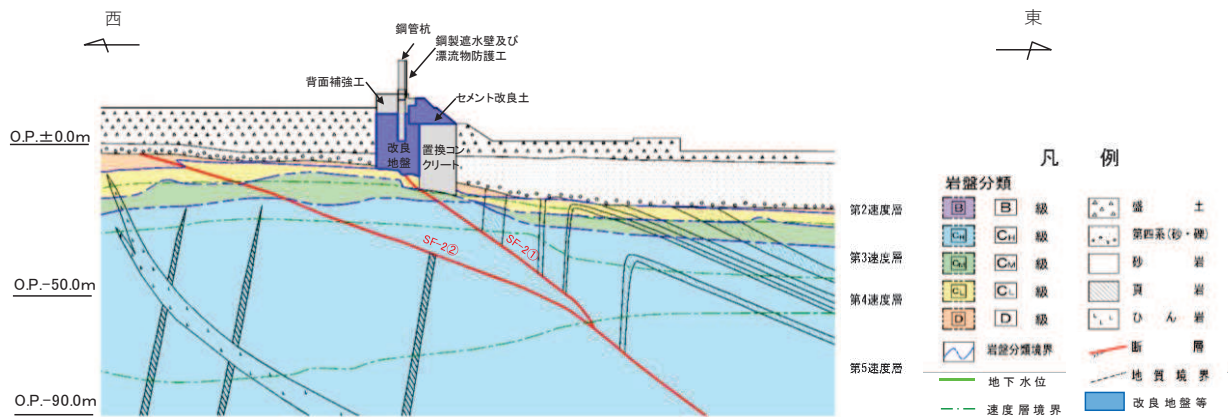 西
東
鋼管杭
鋼製遮水壁及び
漂流物防護工
背面補強工
セメント改良土
改良
地盤
置換コン
クリート
O.P.±0.0m
O.P.-50.0m
O.P.-90.0m
SF-2②
SF-2①
第2速度層
第3速度層
第4速度層
第5速度層
凡 例
岩盤分類
B B 級
CH CH 級
CM CM 級
CL CL 級
D D 級
岩盤分類境界
地下水位
速度層境界
盛 土
第四系(砂・礫)
砂 岩
頁 岩
ひん岩
断 層
地質境界
改良地盤等